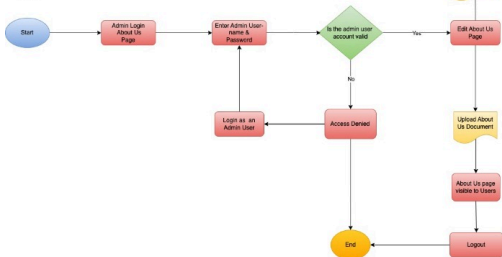 Start
Admin Login
About Us
Page
Enter Admin User-
name &
Password
Is the admin user
account valid
Yes
Edit About Us
Page
No
Login as an
Admin User
Access Denied
Upload About
Us Document
About Us page
visible to Users
End
Logout